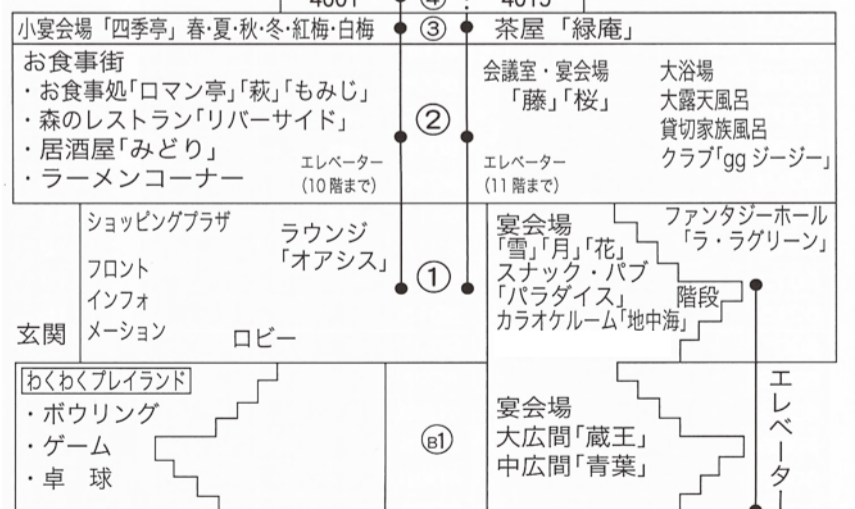 4001 ④ 4015
小宴会場「四季亭」春・夏・秋・冬・紅梅・白梅 ③ 茶屋「緑庵」
お食事街
・お食事処「ロマン亭」「萩」「もみじ」
・森のレストラン「リバーサイド」
・居酒屋「みどり」
・ラーメンコーナー
エレベーター
(10階まで)
②
会議室・宴会場
「藤」「桜」
エレベーター
(11階まで)
大浴場
大露天風呂
貸切家族風呂
クラブ「ggジージー」
ショッピングプラザ
フロント
インフォ
メーション
玄関
ロビー
ラウンジ
「オアシス」
①
宴会場
「雪」「月」「花」
スナック・パブ
「パラダイス」
カラオケルーム「地中海」
階段
ファンタジーホール
「ラ・ラグリーン」
わくわくプレイランド
・ボウリング
・ゲーム
・卓 球
B1
宴会場
大広間「蔵王」
中広間「青葉」
エレベーター